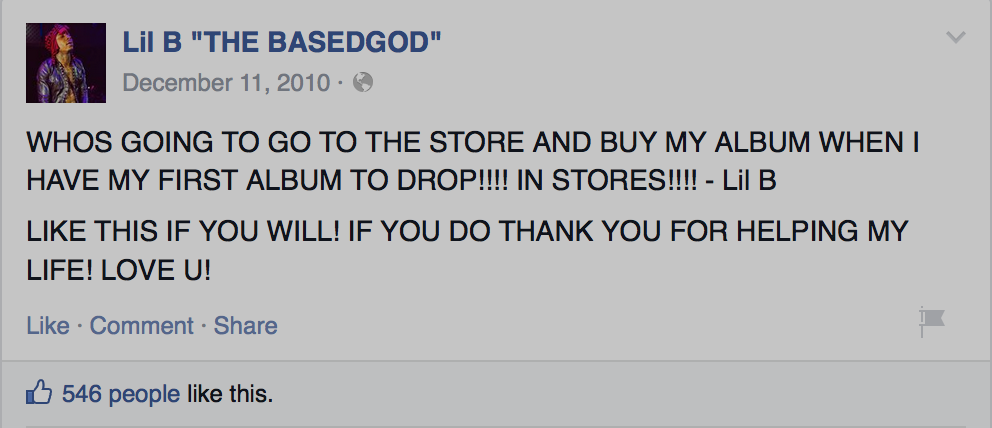 Lil B "THE BASEDGOD"
December 11, 2010 ·
WHOS GOING TO GO TO THE STORE AND BUY MY ALBUM WHEN I
HAVE MY FIRST ALBUM TO DROP!!!! IN STORES!!!! - Lil B
LIKE THIS IF YOU WILL! IF YOU DO THANK YOU FOR HELPING MY
LIFE! LOVE U!
Like · Comment · Share
546 people like this.